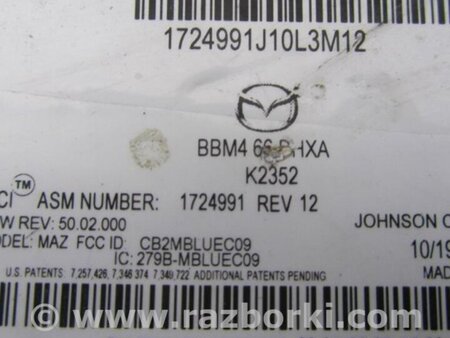 1724991J10L3M12
BBM4 66 HXA
K2352
CI™ ASM NUMBER: 1724991 REV 12
W REV: 50.02.000
JOHNSON C
ODEL: MAZ FCC ID: CB2MBLUEC09
10/19
IC: 279B-MBLUEC09
U.S. PATENTS 7,257,426, 7,346,374 7,349,722 ADDITIONAL PATENTS PENDING
MAD
www.razborki.com